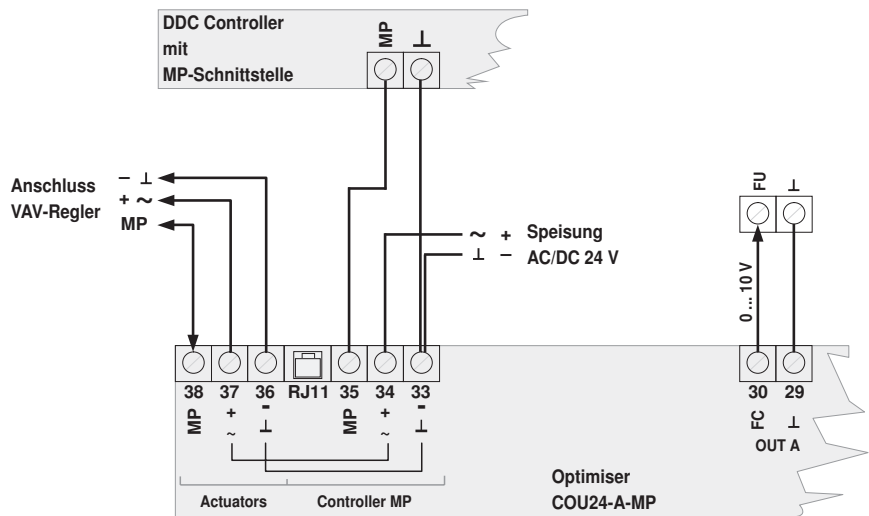 DDC Controller
mit
MP-Schnittstelle
MP ⊥
Anschluss
VAV-Regler
– ⊥
+ ~
MP
~ + Speisung
⊥ – AC/DC 24 V
FU ⊥
0 ... 10 V
38 37 36 RJ11 35 34 33
MP + - MP + -
~ ⊥ ~ ⊥
30 29
FC ⊥
OUT A
Actuators Controller MP
Optimiser
COU24-A-MP